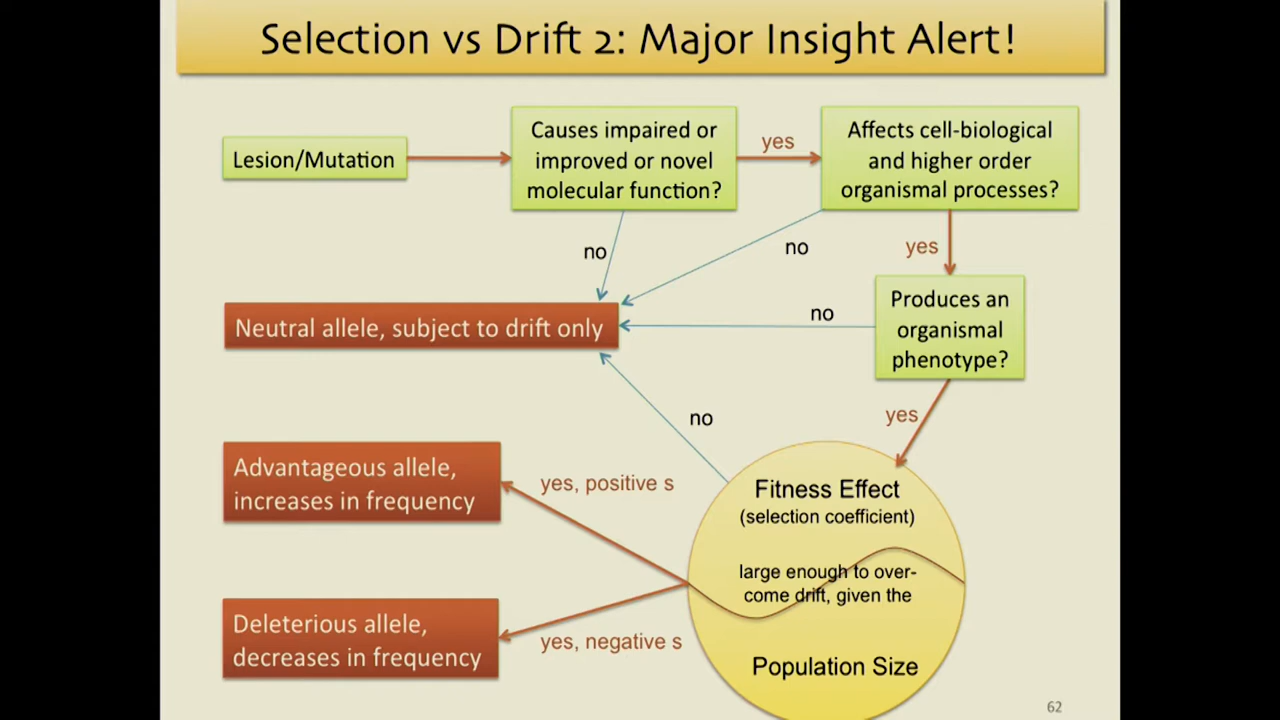 Selection vs Drift 2: Major Insight Alert!
Lesion/Mutation
Causes impaired or
improved or novel
molecular function?
yes
Affects cell-biological
and higher order
organismal processes?
no
no
yes
Neutral allele, subject to drift only
no
Produces an
organismal
phenotype?
no
yes
Advantageous allele,
increases in frequency
yes, positive s
Fitness Effect
(selection coefficient)
large enough to over-
come drift, given the
Population Size
Deleterious allele,
decreases in frequency
yes, negative s
62